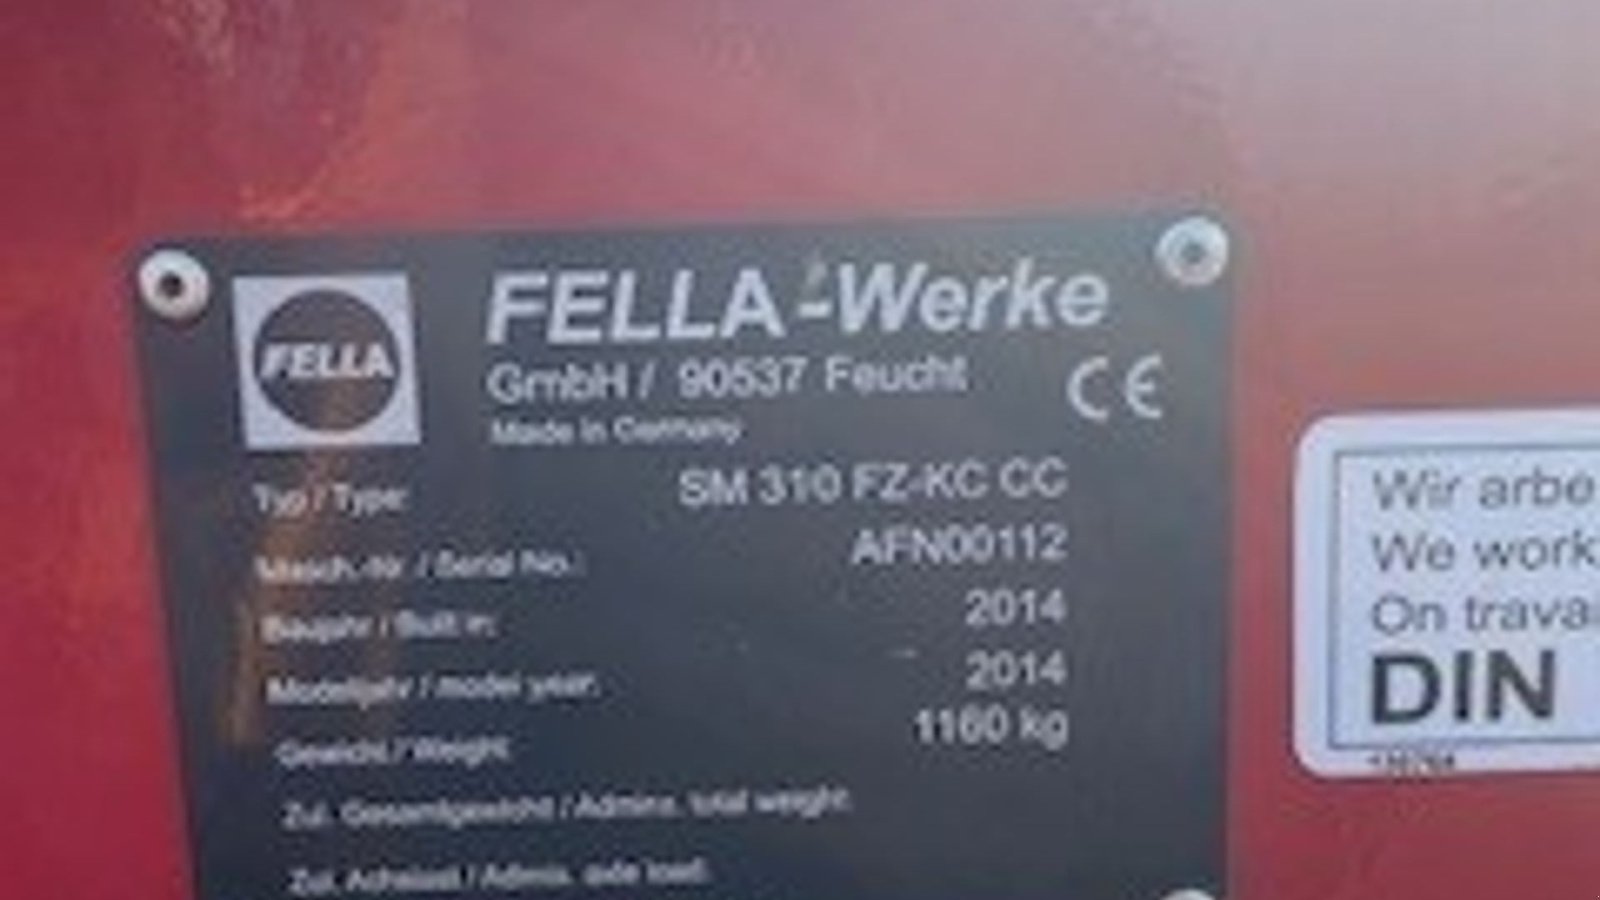 FELLA
FELLA-Werke
GmbH / 90537 Feucht
Made in Germany
CE
Typ / Type: SM 310 FZ-KC CC
Masch.-Nr. / Serial No.: AFN00112
Baujahr / Built in: 2014
Modelljahr / model year: 2014
Gewicht / Weight: 1160 kg
Zul. Gesamtgewicht / Admiss. total weight:
Zul. Achslast / Admiss. axle load:
Wir arbe
We work
On travai
DIN